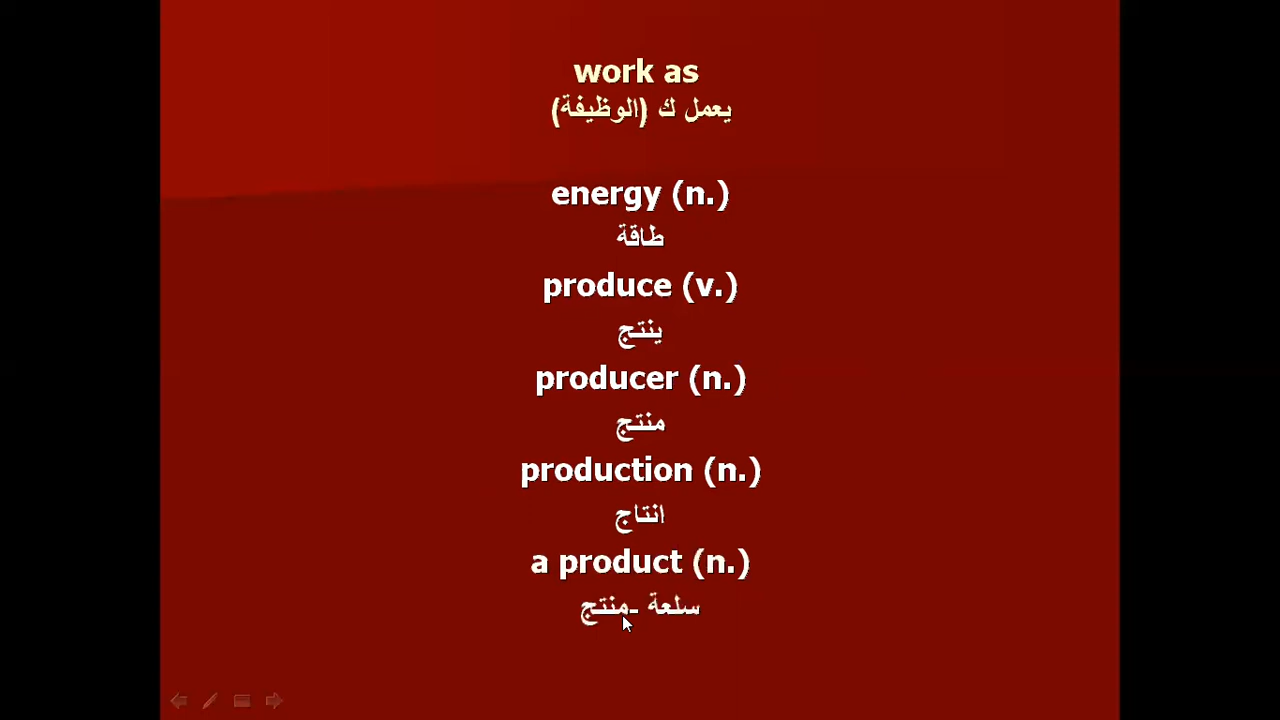 work as
يعمل ك (الوظيفة)
energy (n.)
طاقة
produce (v.)
ينتج
producer (n.)
منتج
production (n.)
انتاج
a product (n.)
سلعة -منتج